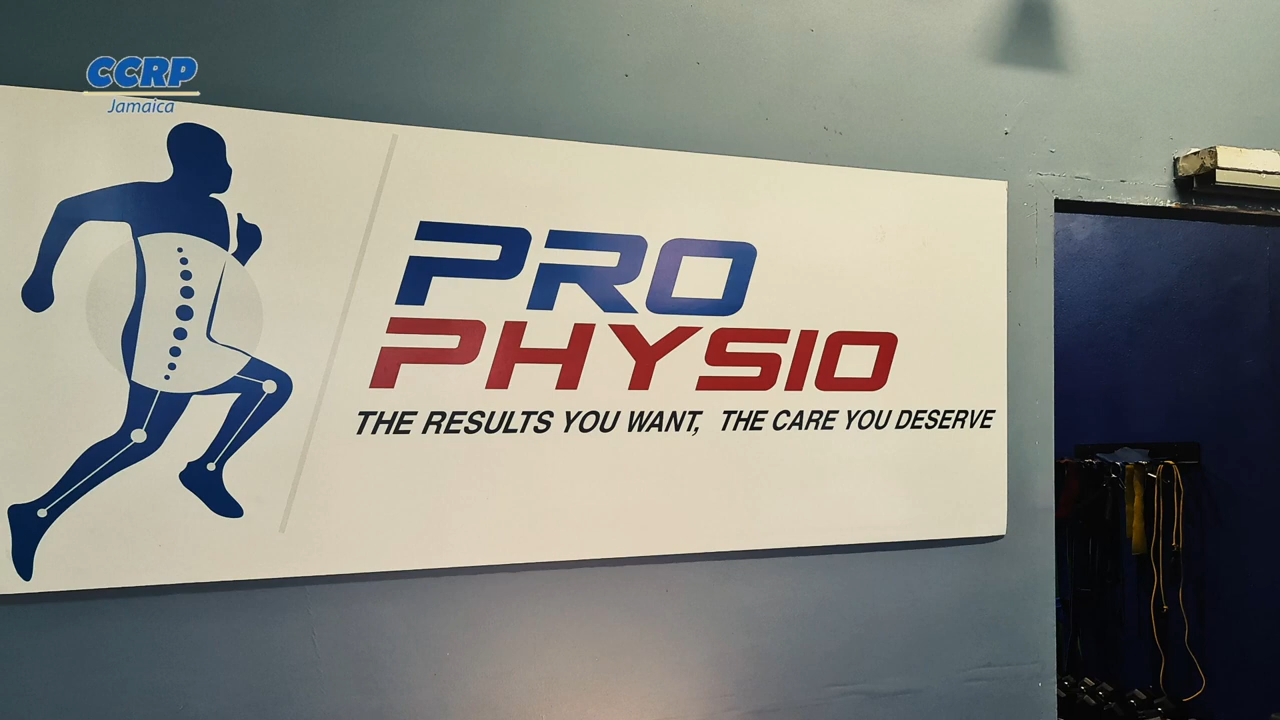 CCRP
Jamaica
PRO
PHYSIO
THE RESULTS YOU WANT, THE CARE YOU DESERVE